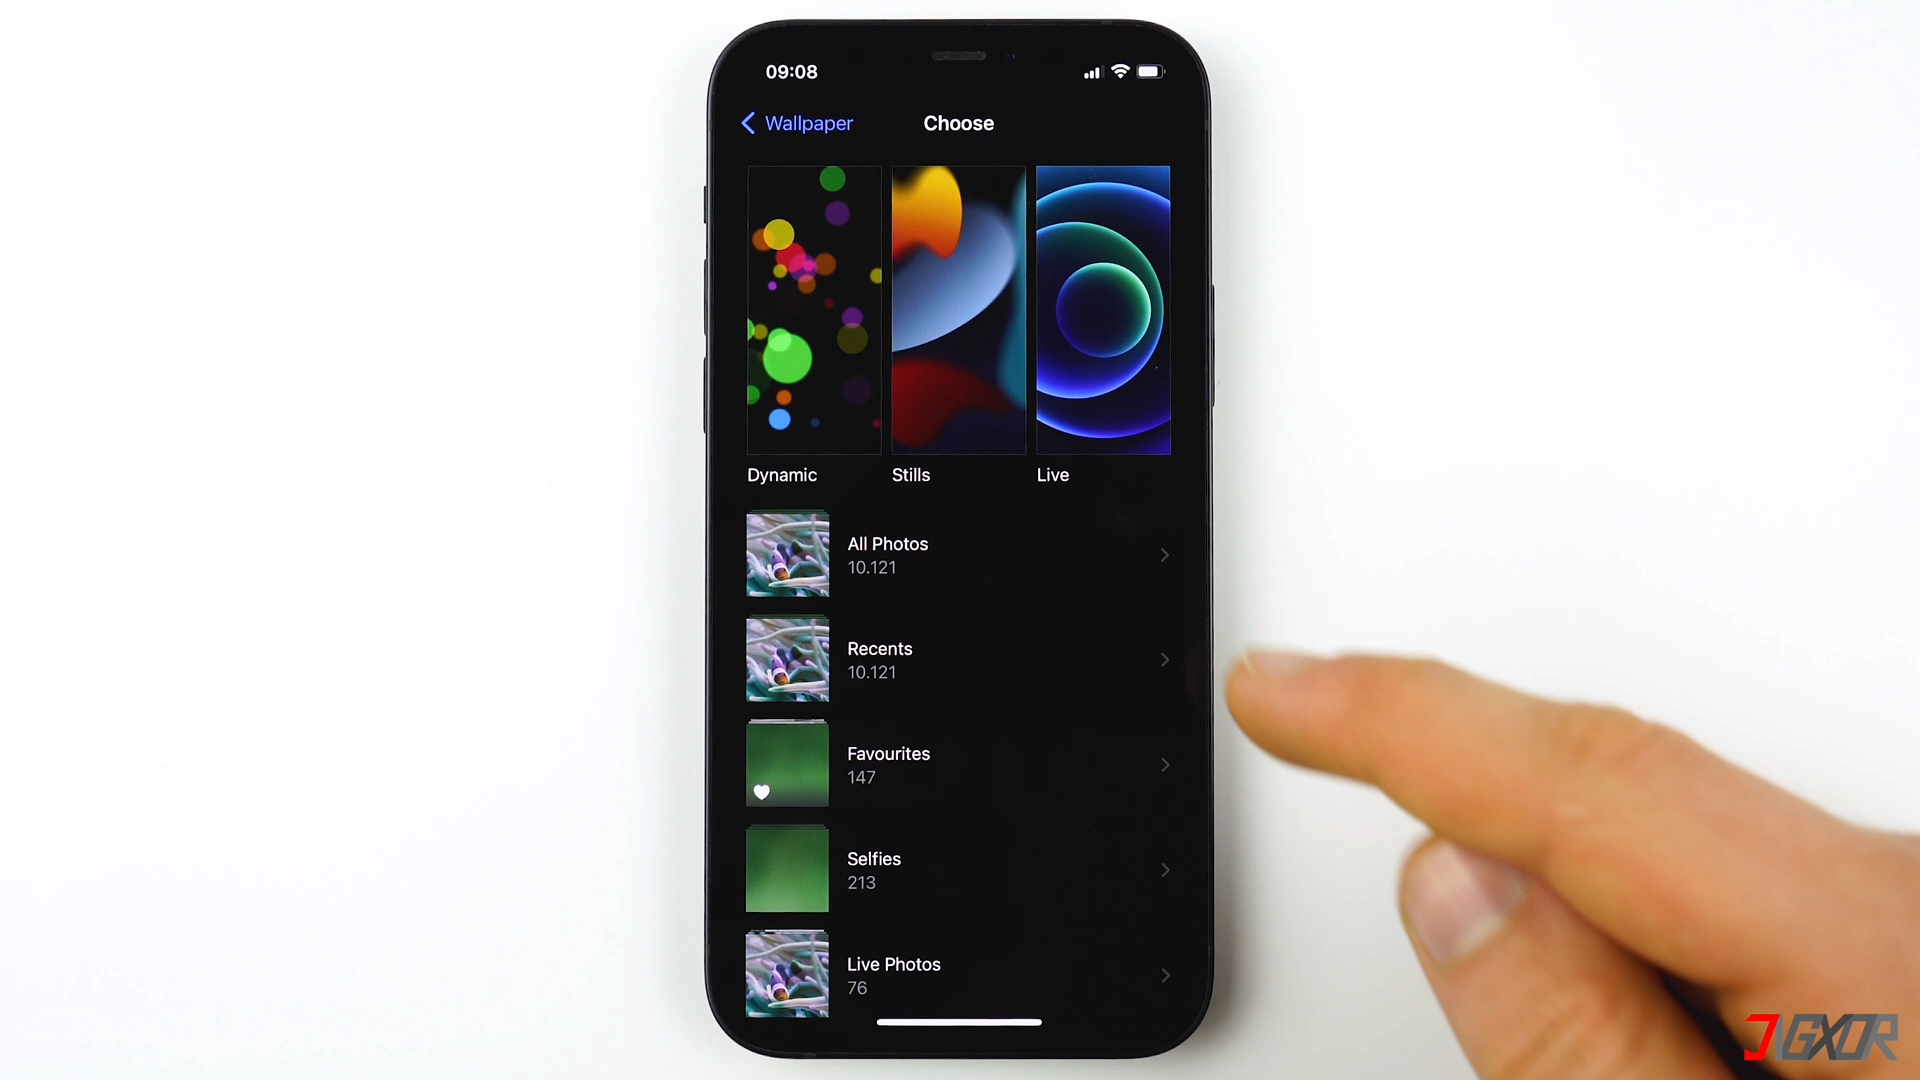 09:08
Wallpaper
Choose
Dynamic
Stills
Live
All Photos
10.121
Recents
10.121
Favourites
147
Selfies
213
Live Photos
76
JIGXOR